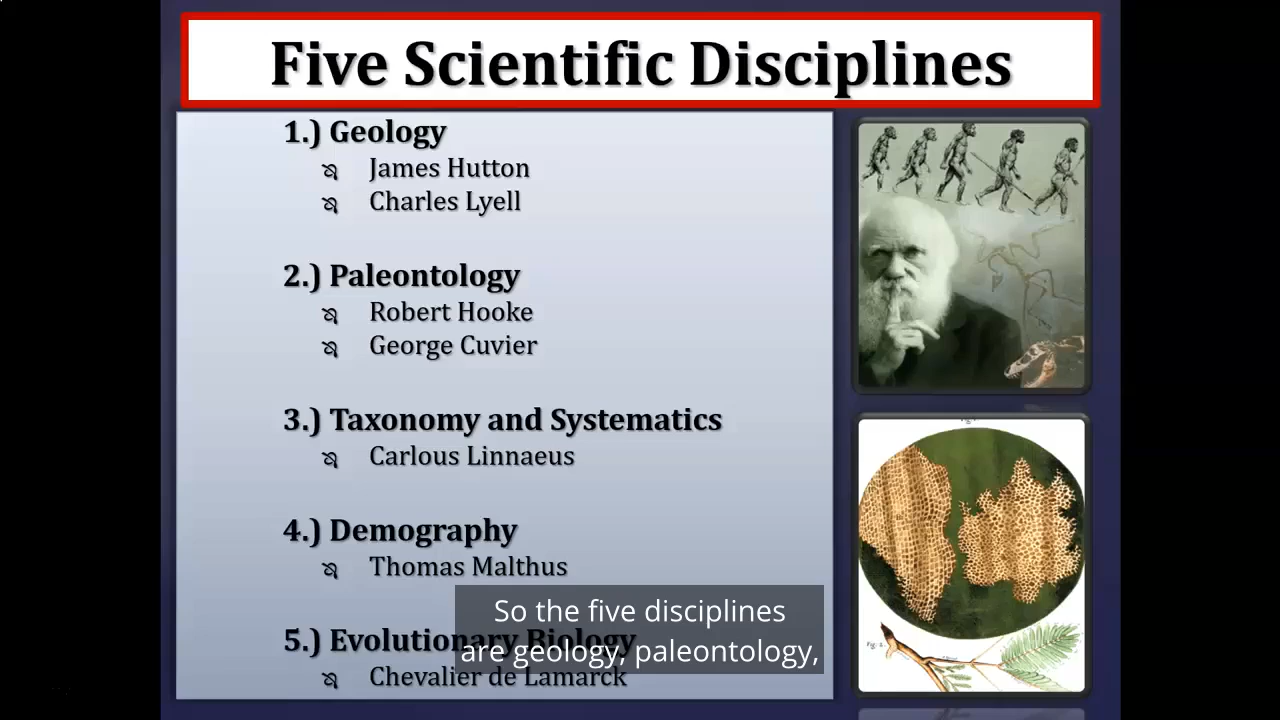 Five Scientific Disciplines
1.) Geology
James Hutton
Charles Lyell
2.) Paleontology
Robert Hooke
George Cuvier
3.) Taxonomy and Systematics
Carlous Linnaeus
4.) Demography
Thomas Malthus
5.) Evolutionary Biology
Chevalier de Lamarck
So the five disciplines
are geology, paleontology,